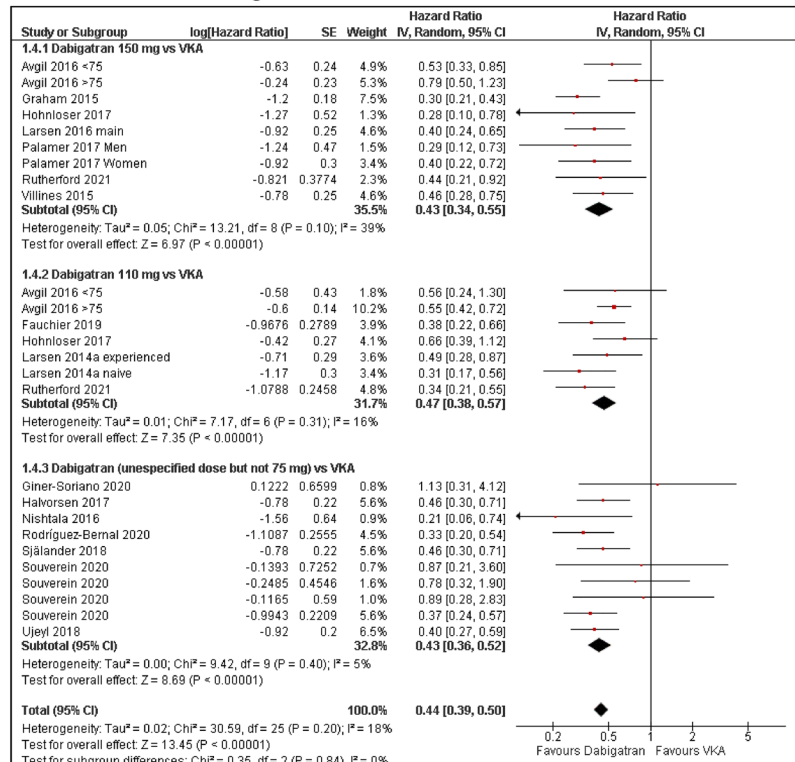 Hazard Ratio Hazard Ratio
Study or Subgroup log[Hazard Ratio] SE Weight IV, Random, 95% CI IV, Random, 95% CI
1.4.1 Dabigatran 150 mg vs VKA
Avgil 2016 <75 -0.63 0.24 4.9% 0.53 [0.33, 0.85]
Avgil 2016 >75 -0.24 0.23 5.3% 0.79 [0.50, 1.23]
Graham 2015 -1.2 0.18 7.5% 0.30 [0.21, 0.43]
Hohnloser 2017 -1.27 0.52 1.3% 0.28 [0.10, 0.78]
Larsen 2016 main -0.92 0.25 4.6% 0.40 [0.24, 0.65]
Palamer 2017 Men -1.24 0.47 1.5% 0.29 [0.12, 0.73]
Palamer 2017 Women -0.92 0.3 3.4% 0.40 [0.22, 0.72]
Rutherford 2021 -0.821 0.3774 2.3% 0.44 [0.21, 0.92]
Villines 2015 -0.78 0.25 4.6% 0.46 [0.28, 0.75]
Subtotal (95% CI) 35.5% 0.43 [0.34, 0.55]
Heterogeneity: Tau² = 0.05; Chi² = 13.21, df = 8 (P = 0.10); I² = 39%
Test for overall effect: Z = 6.97 (P < 0.00001)
1.4.2 Dabigatran 110 mg vs VKA
Avgil 2016 <75 -0.58 0.43 1.8% 0.56 [0.24, 1.30]
Avgil 2016 >75 -0.6 0.14 10.2% 0.55 [0.42, 0.72]
Fauchier 2019 -0.9676 0.2789 3.9% 0.38 [0.22, 0.66]
Hohnloser 2017 -0.42 0.27 4.1% 0.66 [0.39, 1.12]
Larsen 2014a experienced -0.71 0.29 3.6% 0.49 [0.28, 0.87]
Larsen 2014a naive -1.17 0.3 3.4% 0.31 [0.17, 0.56]
Rutherford 2021 -1.0788 0.2458 4.8% 0.34 [0.21, 0.55]
Subtotal (95% CI) 31.7% 0.47 [0.38, 0.57]
Heterogeneity: Tau² = 0.01; Chi² = 7.17, df = 6 (P = 0.31); I² = 16%
Test for overall effect: Z = 7.35 (P < 0.00001)
1.4.3 Dabigatran (unespecified dose but not 75 mg) vs VKA
Giner-Soriano 2020 0.1222 0.6599 0.8% 1.13 [0.31, 4.12]
Halvorsen 2017 -0.78 0.22 5.6% 0.46 [0.30, 0.71]
Nishtala 2016 -1.56 0.64 0.9% 0.21 [0.06, 0.74]
Rodríguez-Bernal 2020 -1.1087 0.2555 4.5% 0.33 [0.20, 0.54]
Själander 2018 -0.78 0.22 5.6% 0.46 [0.30, 0.71]
Souverein 2020 -0.1393 0.7252 0.7% 0.87 [0.21, 3.60]
Souverein 2020 -0.2485 0.4546 1.6% 0.78 [0.32, 1.90]
Souverein 2020 -0.1165 0.59 1.0% 0.89 [0.28, 2.83]
Souverein 2020 -0.9943 0.2209 5.6% 0.37 [0.24, 0.57]
Ujeyl 2018 -0.92 0.2 6.5% 0.40 [0.27, 0.59]
Subtotal (95% CI) 32.8% 0.43 [0.36, 0.52]
Heterogeneity: Tau² = 0.00; Chi² = 9.42, df = 9 (P = 0.40); I² = 5%
Test for overall effect: Z = 8.69 (P < 0.00001)
Total (95% CI) 100.0% 0.44 [0.39, 0.50]
Heterogeneity: Tau² = 0.02; Chi² = 30.59, df = 25 (P = 0.20); I² = 18%
Test for overall effect: Z = 13.45 (P < 0.00001)
Test for subgroup differences: Chi² = 0.35, df = 2 (P = 0.84), I² = 0%
0.2 0.5 1 2 5
Favours Dabigatran Favours VKA